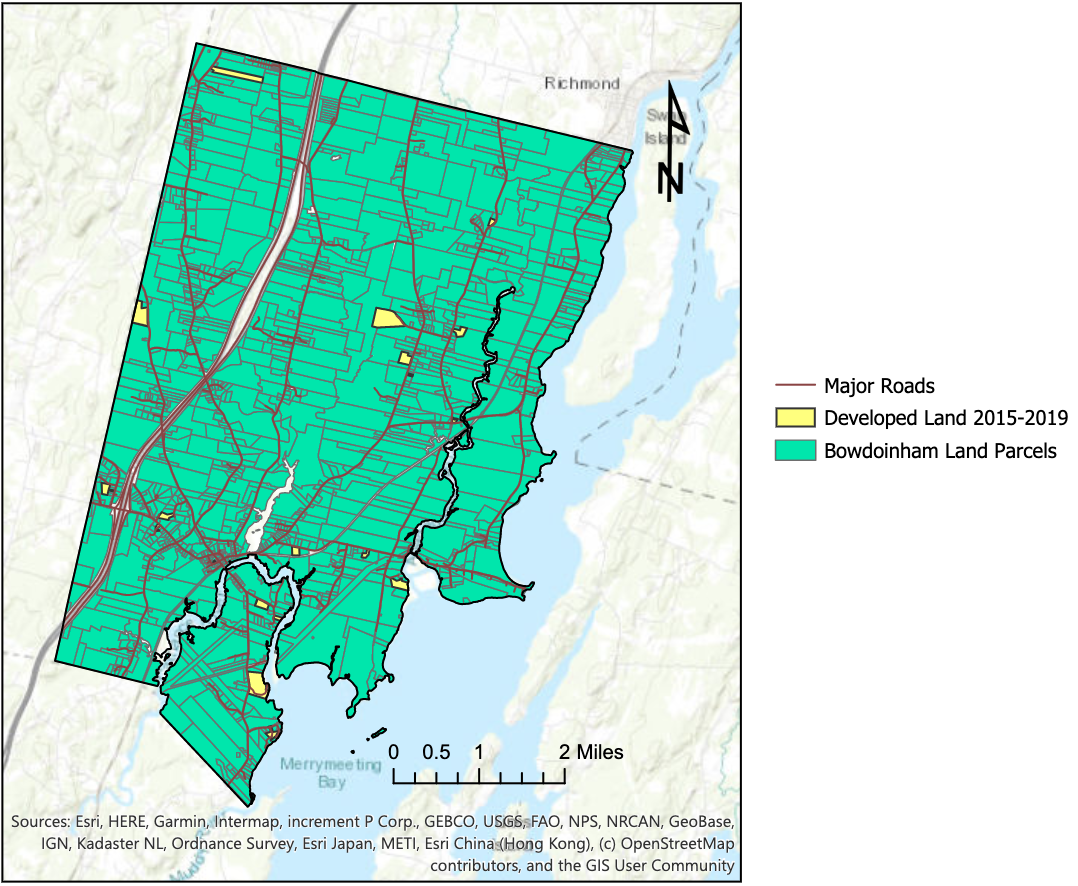 Richmond
Swan
Island
N
Major Roads
Developed Land 2015-2019
Bowdoinham Land Parcels
0 0.5 1 2 Miles
Merrymeeting
Bay
Sources: Esri, HERE, Garmin, Intermap, increment P Corp., GEBCO, USGS, FAO, NPS, NRCAN, GeoBase,
IGN, Kadaster NL, Ordnance Survey, Esri Japan, METI, Esri China (Hong Kong), (c) OpenStreetMap
contributors, and the GIS User Community